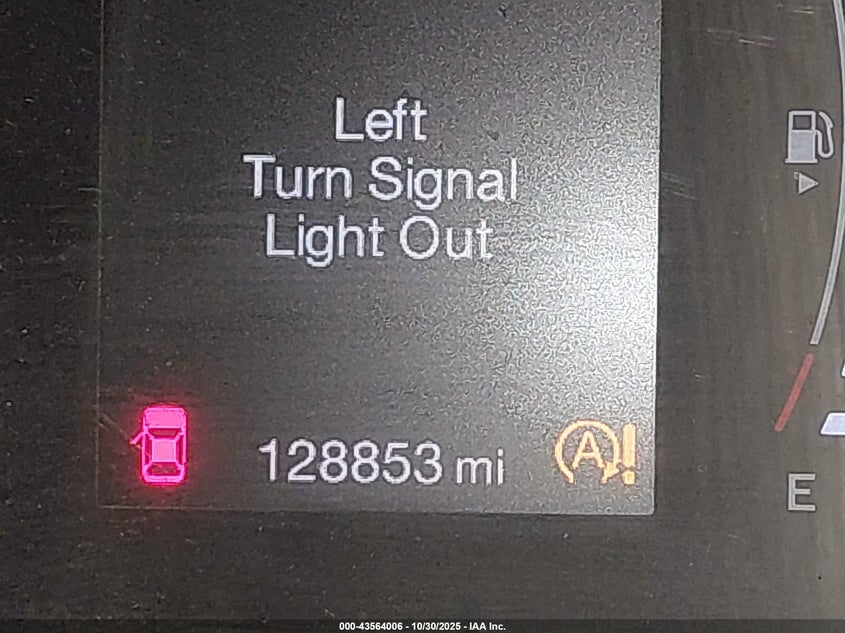 Left
Turn Signal
Light Out
128853 mi
A!
E
000-43564006 - 10/30/2025 - IAA Inc.